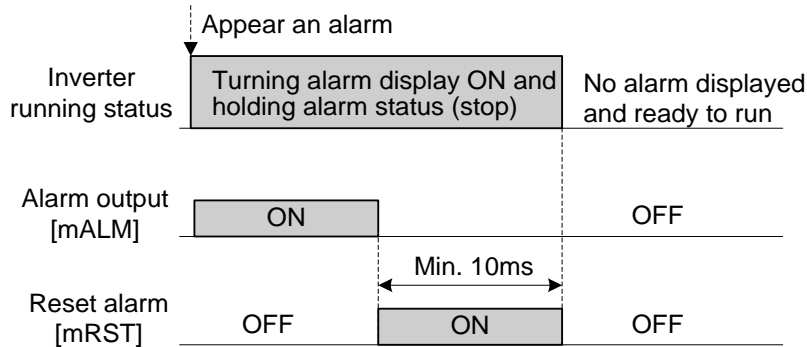 Appear an alarm
Inverter
running status
Turning alarm display ON and
holding alarm status (stop)
No alarm displayed
and ready to run
Alarm output
[mALM]
ON
OFF
Min. 10ms
Reset alarm
[mRST]
OFF
ON
OFF